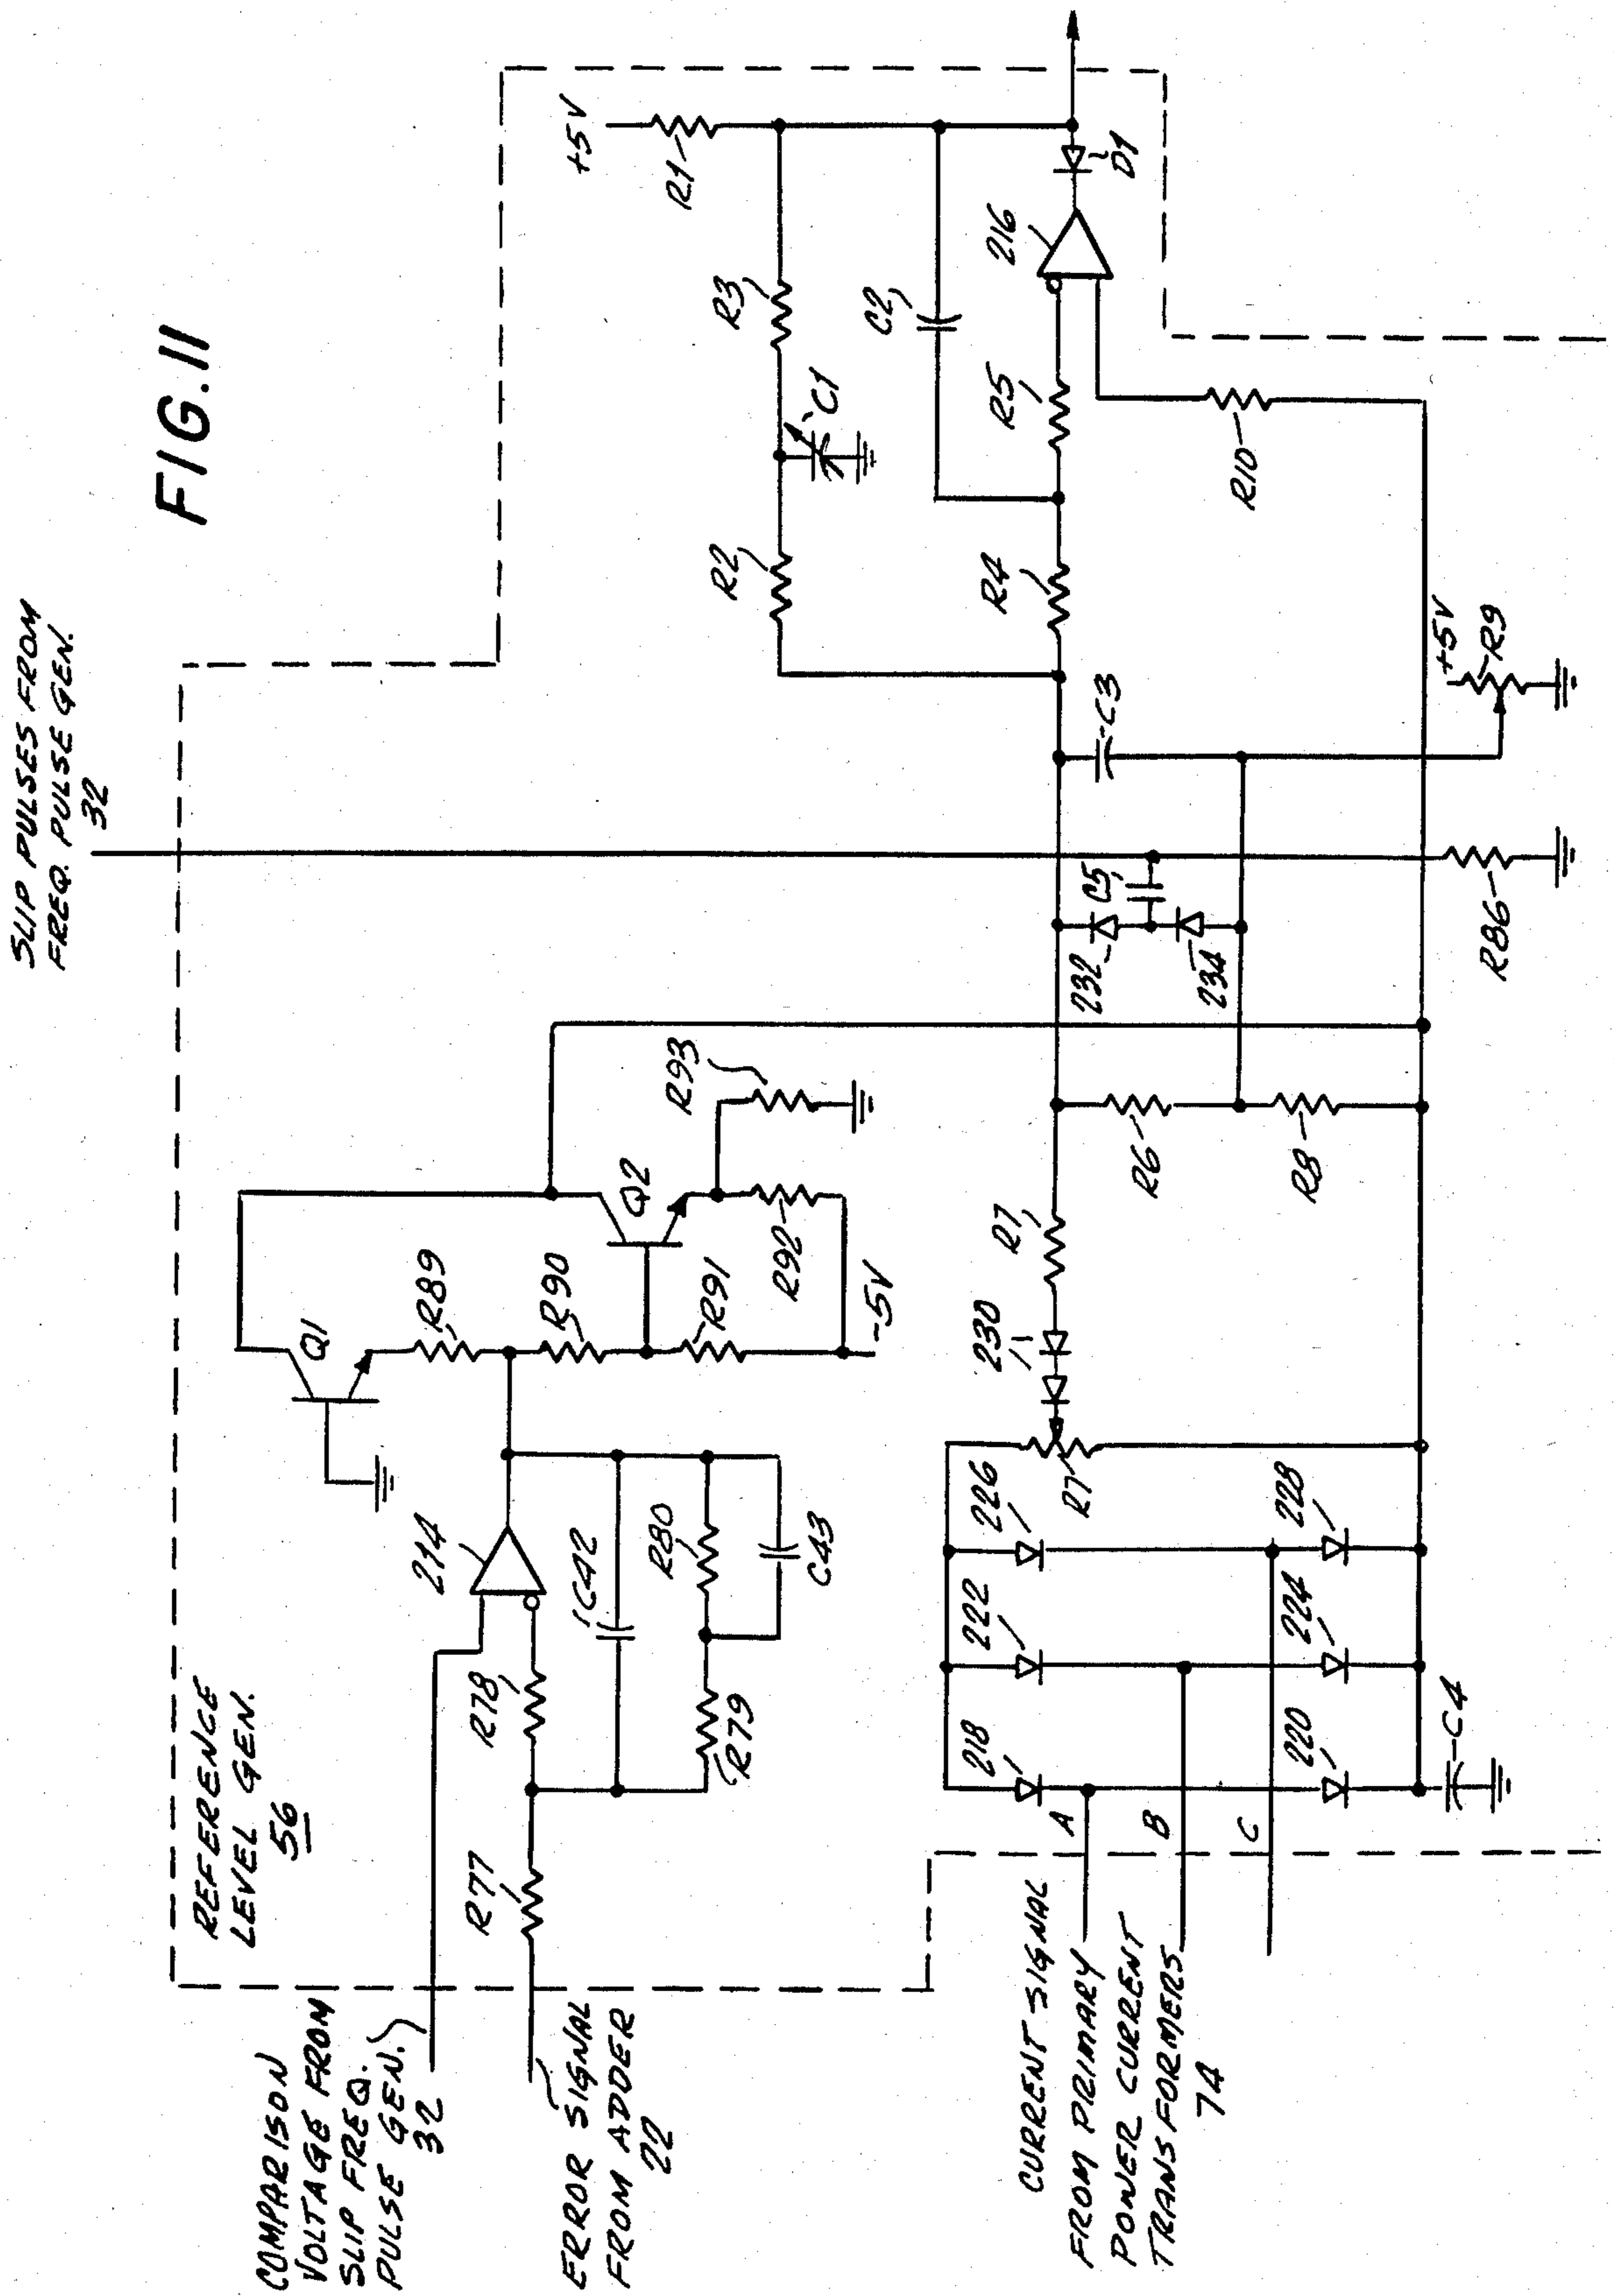 FIG. 11
SLIP PULSES FROM
FREQ. PULSE GEN.
32
REFERENCE
LEVEL GEN.
56
COMPARISON
VOLTAGE FROM
SLIP FREQ.
PULSE GEN.
32
ERROR SIGNAL
FROM ADDER
22
CURRENT SIGNAL
FROM PRIMARY
POWER CURRENT
TRANSFORMERS
74
A
B
C
R77
R78
214
C42
R80
R79
C43
Q1
R89
R90
R91
Q2
R92
R93
-5V
218
222
226
220
224
228
C4
R7
230
R7
R6
R8
232
C5
234
R86
C3
+5V
R9
R2
R3
C1
R4
R5
C2
R10
216
D1
R1
+5V